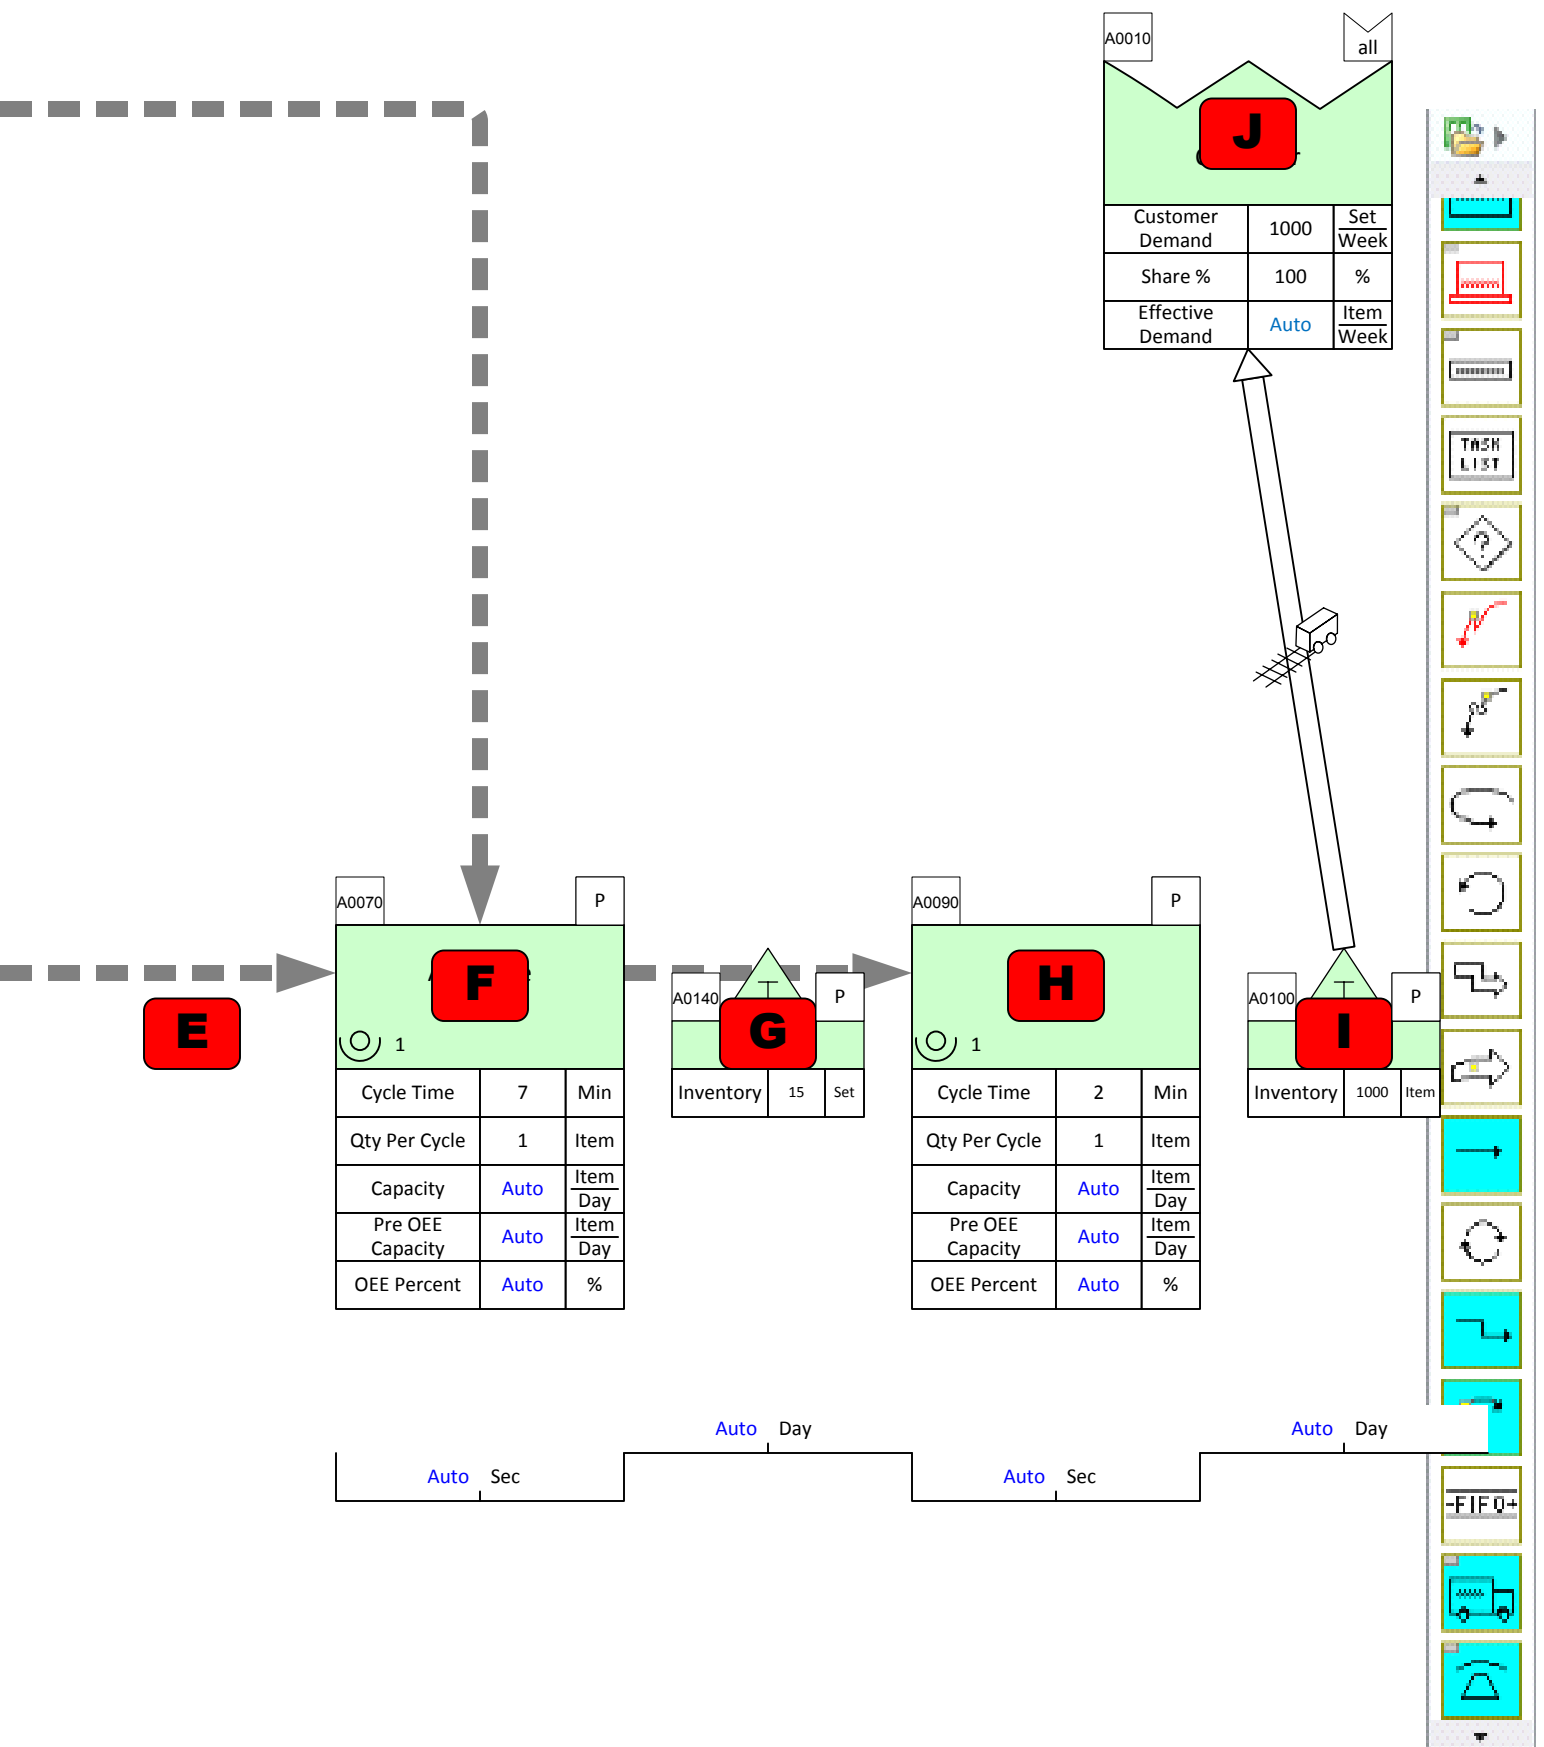 A0010
all
J
Customer Demand 1000 Set Week
Share % 100 %
Effective Demand Auto Item Week
TASK
LIST
A0070 P
F
1
Cycle Time 7 Min
Qty Per Cycle 1 Item
Capacity Auto Item Day
Pre OEE Capacity Auto Item Day
OEE Percent Auto %
E
A0140 P
G
Inventory 15 Set
A0090 P
H
1
Cycle Time 2 Min
Qty Per Cycle 1 Item
Capacity Auto Item Day
Pre OEE Capacity Auto Item Day
OEE Percent Auto %
A0100 P
I
Inventory 1000 Item
Auto Day
Auto Day
Auto Sec
Auto Sec
-FIFO+